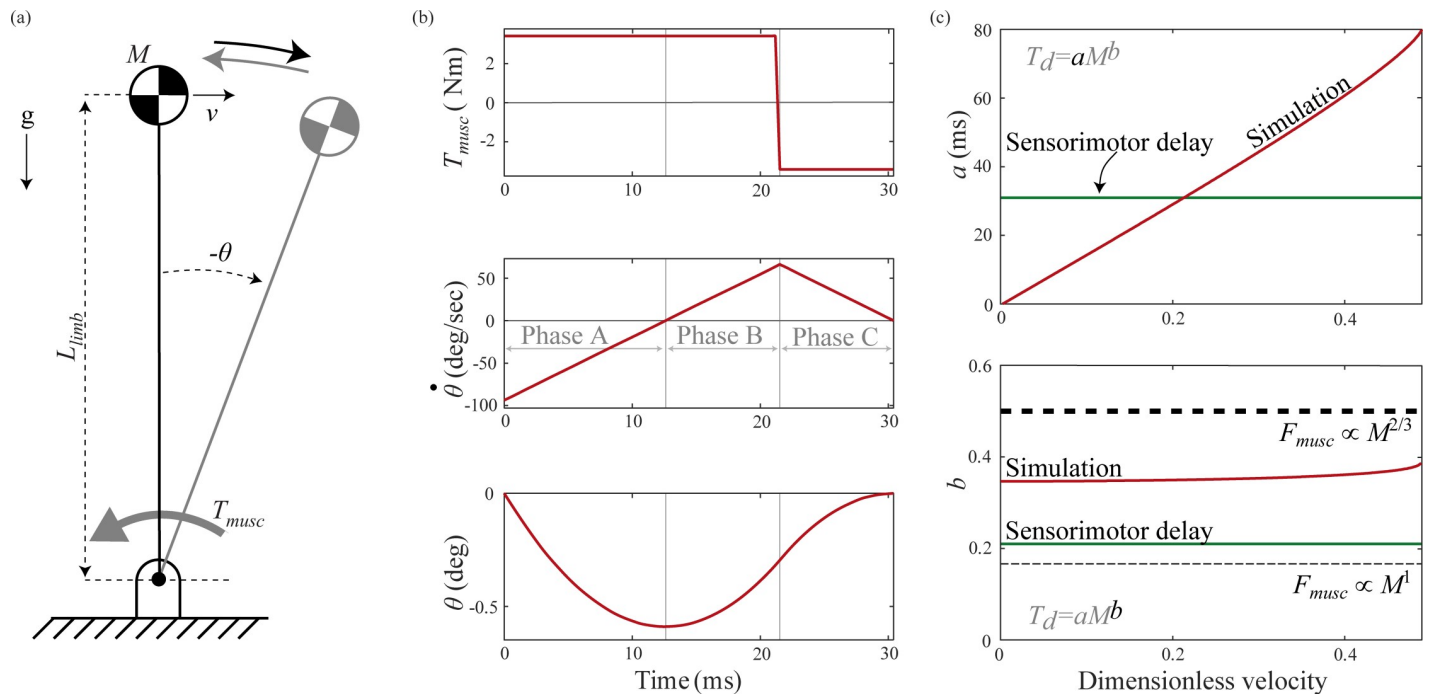 (a)
M
v
g
-θ
L_limb
T_musc
(b)
T_musc ( Nm)
2
0
-2
0
10
20
30
θ̇ (deg/sec)
50
0
-50
-100
Phase A
Phase B
Phase C
0
10
20
30
θ (deg)
0
-0.5
0
10
20
30
Time (ms)
(c)
a (ms)
80
60
40
20
0
T_d=aM^b
Simulation
Sensorimotor delay
0
0.2
0.4
b
0.6
0.4
0.2
0
F_musc ∝ M^2/3
Simulation
Sensorimotor delay
F_musc ∝ M^1
T_d=aM^b
0
0.2
0.4
Dimensionless velocity